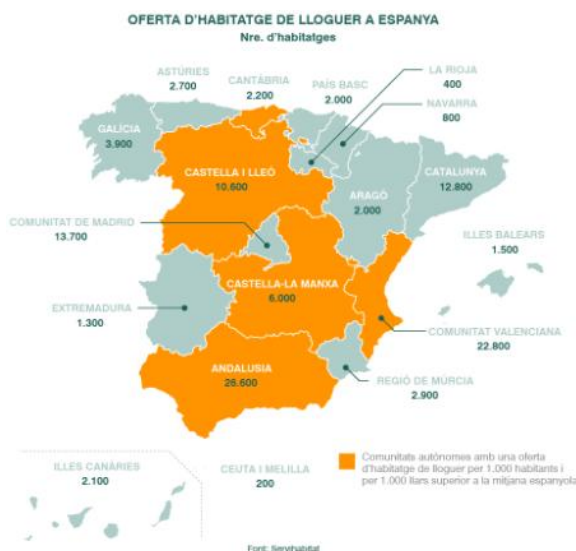 OFERTA D'HABITATGE DE LLOGUER A ESPANYA
Nre. d'habitatges
ASTÚRIES
2.700
CANTÀBRIA
2.200
PAÍS BASC
2.000
LA RIOJA
400
NAVARRA
800
GALÍCIA
3.900
CASTELLA I LLEÓ
10.600
ARAGÓ
2.000
CATALUNYA
12.800
COMUNITAT DE MADRID
13.700
ILLES BALEARS
1.500
CASTELLA-LA MANXA
6.000
EXTREMADURA
1.300
COMUNITAT VALENCIANA
22.800
ANDALUSIA
26.600
REGIÓ DE MÚRCIA
2.900
ILLES CANÀRIES
2.100
CEUTA I MELILLA
200
Comunitats autònomes amb una oferta
d'habitatge de lloguer per 1.000 habitants i
per 1.000 llars superior a la mitjana espanyola
Font: Servihabitat